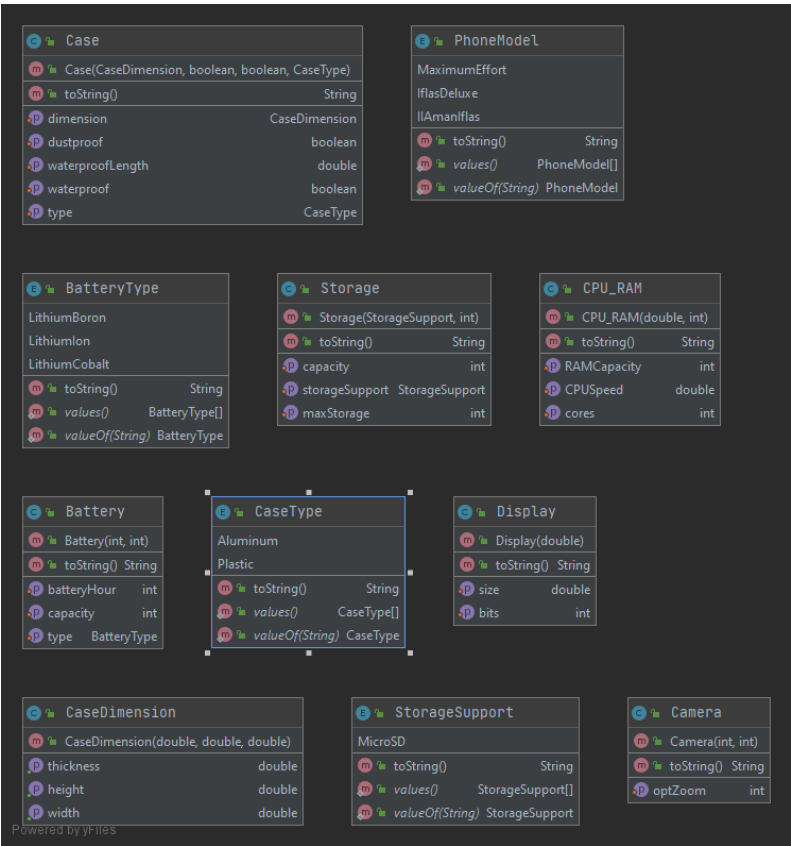 Case
Case(CaseDimension, boolean, boolean, CaseType)
toString() String
dimension CaseDimension
dustproof boolean
waterproofLength double
waterproof boolean
type CaseType
PhoneModel
MaximumEffort
IflasDeluxe
IlAmanIflas
toString() String
values() PhoneModel[]
valueOf(String) PhoneModel
BatteryType
LithiumBoron
LithiumIon
LithiumCobalt
toString() String
values() BatteryType[]
valueOf(String) BatteryType
Storage
Storage(StorageSupport, int)
toString() String
capacity int
storageSupport StorageSupport
maxStorage int
CPU_RAM
CPU_RAM(double, int)
toString() String
RAMCapacity int
CPUSpeed double
cores int
Battery
Battery(int, int)
toString() String
batteryHour int
capacity int
type BatteryType
CaseType
Aluminum
Plastic
toString() String
values() CaseType[]
valueOf(String) CaseType
Display
Display(double)
toString() String
size double
bits int
CaseDimension
CaseDimension(double, double, double)
thickness double
height double
width double
StorageSupport
MicroSD
toString() String
values() StorageSupport[]
valueOf(String) StorageSupport
Camera
Camera(int, int)
toString() String
optZoom int
Powered by yFiles